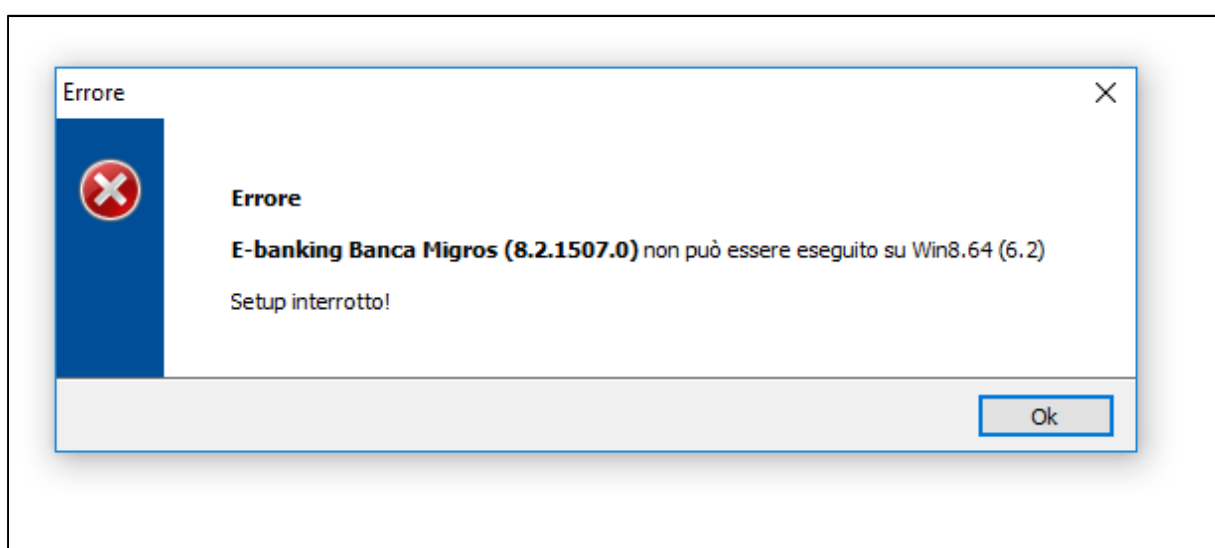 Errore
Errore
E-banking Banca Migros (8.2.1507.0) non può essere eseguito su Win8.64 (6.2)
Setup interrotto!
Ok